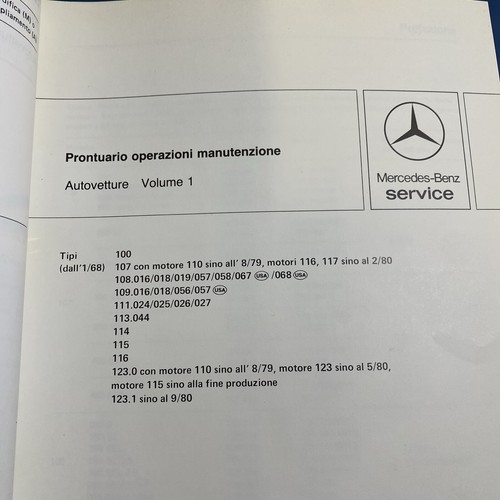 difica (M) o
pliamento (A)
Prontuario operazioni manutenzione
Autovetture Volume 1
Mercedes-Benz
service
Tipi 100
(dall'1/68) 107 con motore 110 sino all' 8/79, motori 116, 117 sino al 2/80
108.016/018/019/057/058/067 USA /068 USA
109.016/018/056/057 USA
111.024/025/026/027
113.044
114
115
116
123.0 con motore 110 sino all' 8/79, motore 123 sino al 5/80,
motore 115 sino alla fine produzione
123.1 sino al 9/80